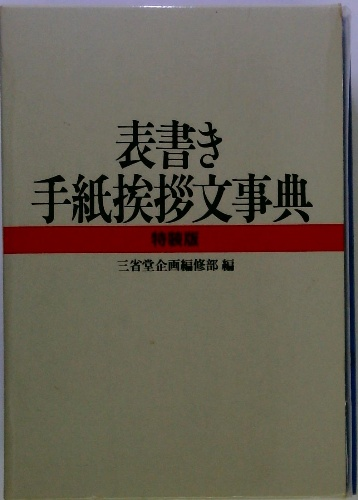 表書き
手紙挨拶文事典
特装版
三省堂企画編修部 編